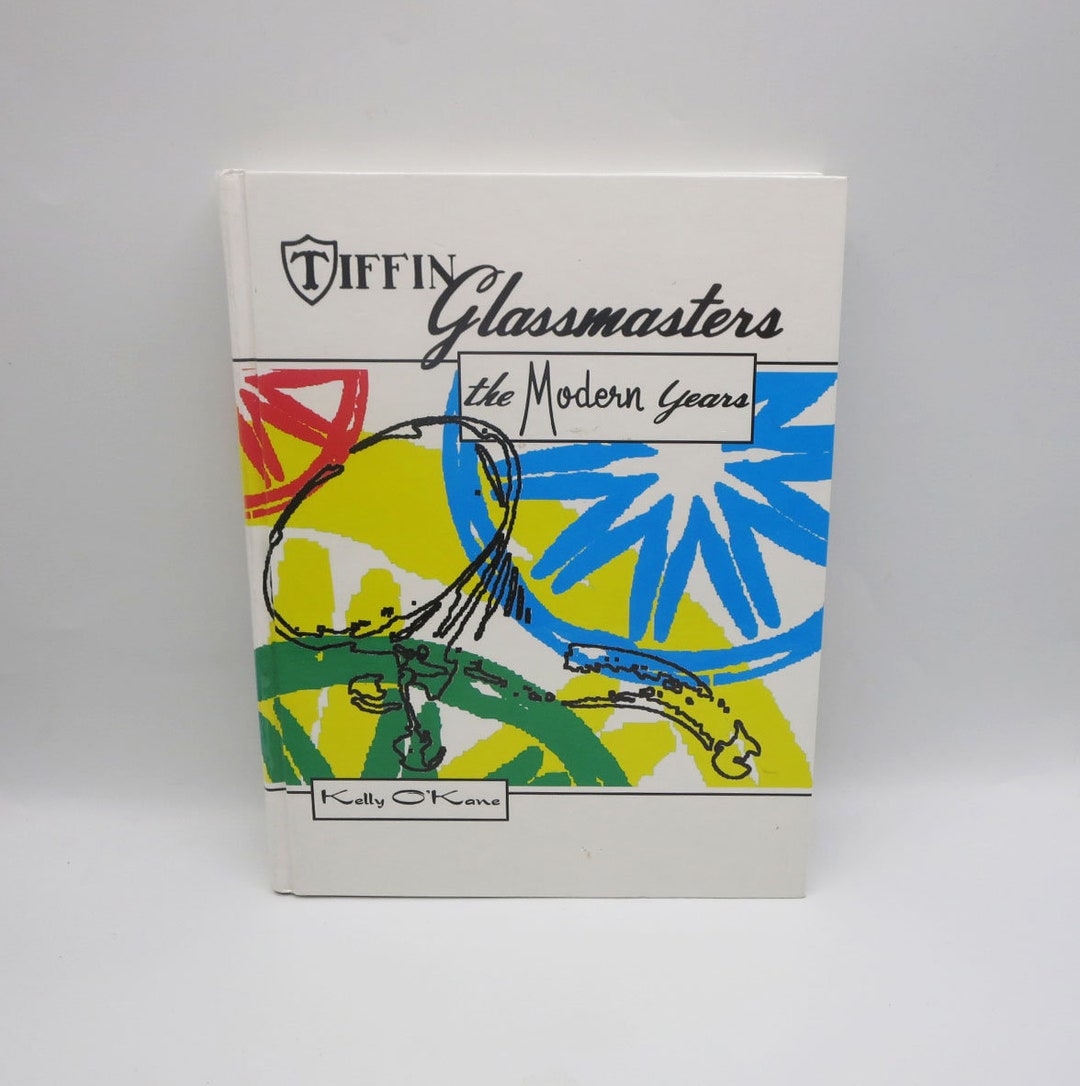 TIFFIN
Glassmasters
the Modern Years
Kelly O'Kane